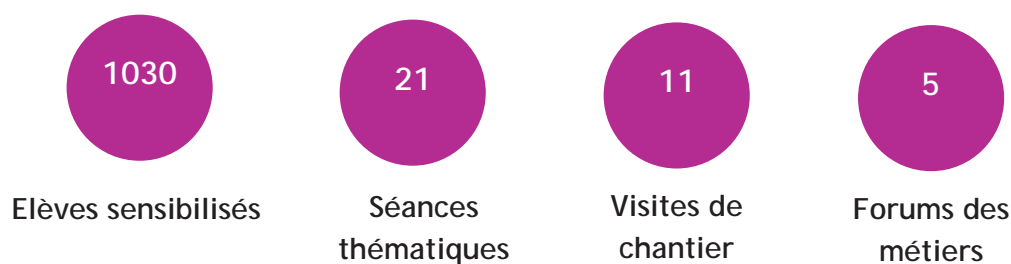 1030
21
11
5
Elèves sensibilisés
Séances
thématiques
Visites de
chantier
Forums des
métiers